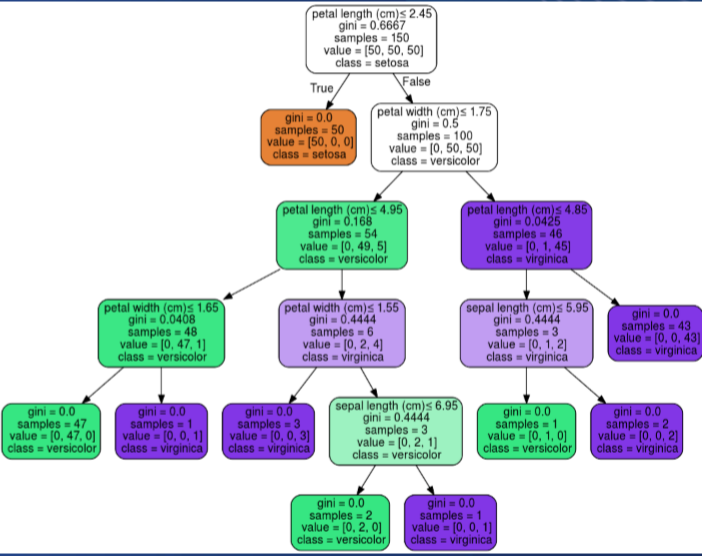 petal length (cm)≤ 2.45
gini = 0.6667
samples = 150
value = [50, 50, 50]
class = setosa
True
False
gini = 0.0
samples = 50
value = [50, 0, 0]
class = setosa
petal width (cm)≤ 1.75
gini = 0.5
samples = 100
value = [0, 50, 50]
class = versicolor
petal length (cm)≤ 4.95
gini = 0.168
samples = 54
value = [0, 49, 5]
class = versicolor
petal length (cm)≤ 4.85
gini = 0.0425
samples = 46
value = [0, 1, 45]
class = virginica
petal width (cm)≤ 1.65
gini = 0.0408
samples = 48
value = [0, 47, 1]
class = versicolor
petal width (cm)≤ 1.55
gini = 0.4444
samples = 6
value = [0, 2, 4]
class = virginica
sepal length (cm)≤ 5.95
gini = 0.4444
samples = 3
value = [0, 1, 2]
class = virginica
gini = 0.0
samples = 43
value = [0, 0, 43]
class = virginica
gini = 0.0
samples = 47
value = [0, 47, 0]
class = versicolor
gini = 0.0
samples = 1
value = [0, 0, 1]
class = virginica
gini = 0.0
samples = 3
value = [0, 0, 3]
class = virginica
sepal length (cm)≤ 6.95
gini = 0.4444
samples = 3
value = [0, 2, 1]
class = versicolor
gini = 0.0
samples = 1
value = [0, 1, 0]
class = versicolor
gini = 0.0
samples = 2
value = [0, 0, 2]
class = virginica
gini = 0.0
samples = 2
value = [0, 2, 0]
class = versicolor
gini = 0.0
samples = 1
value = [0, 0, 1]
class = virginica